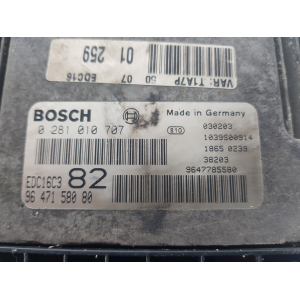 VAR: T1A7P
50 07 EDC16
01 259
BOSCH
Made in Germany
0 281 010 707
e10
030203
1039S00914
1865 0239
38203
9647785580
EDC16C3 82
96 471 580 80